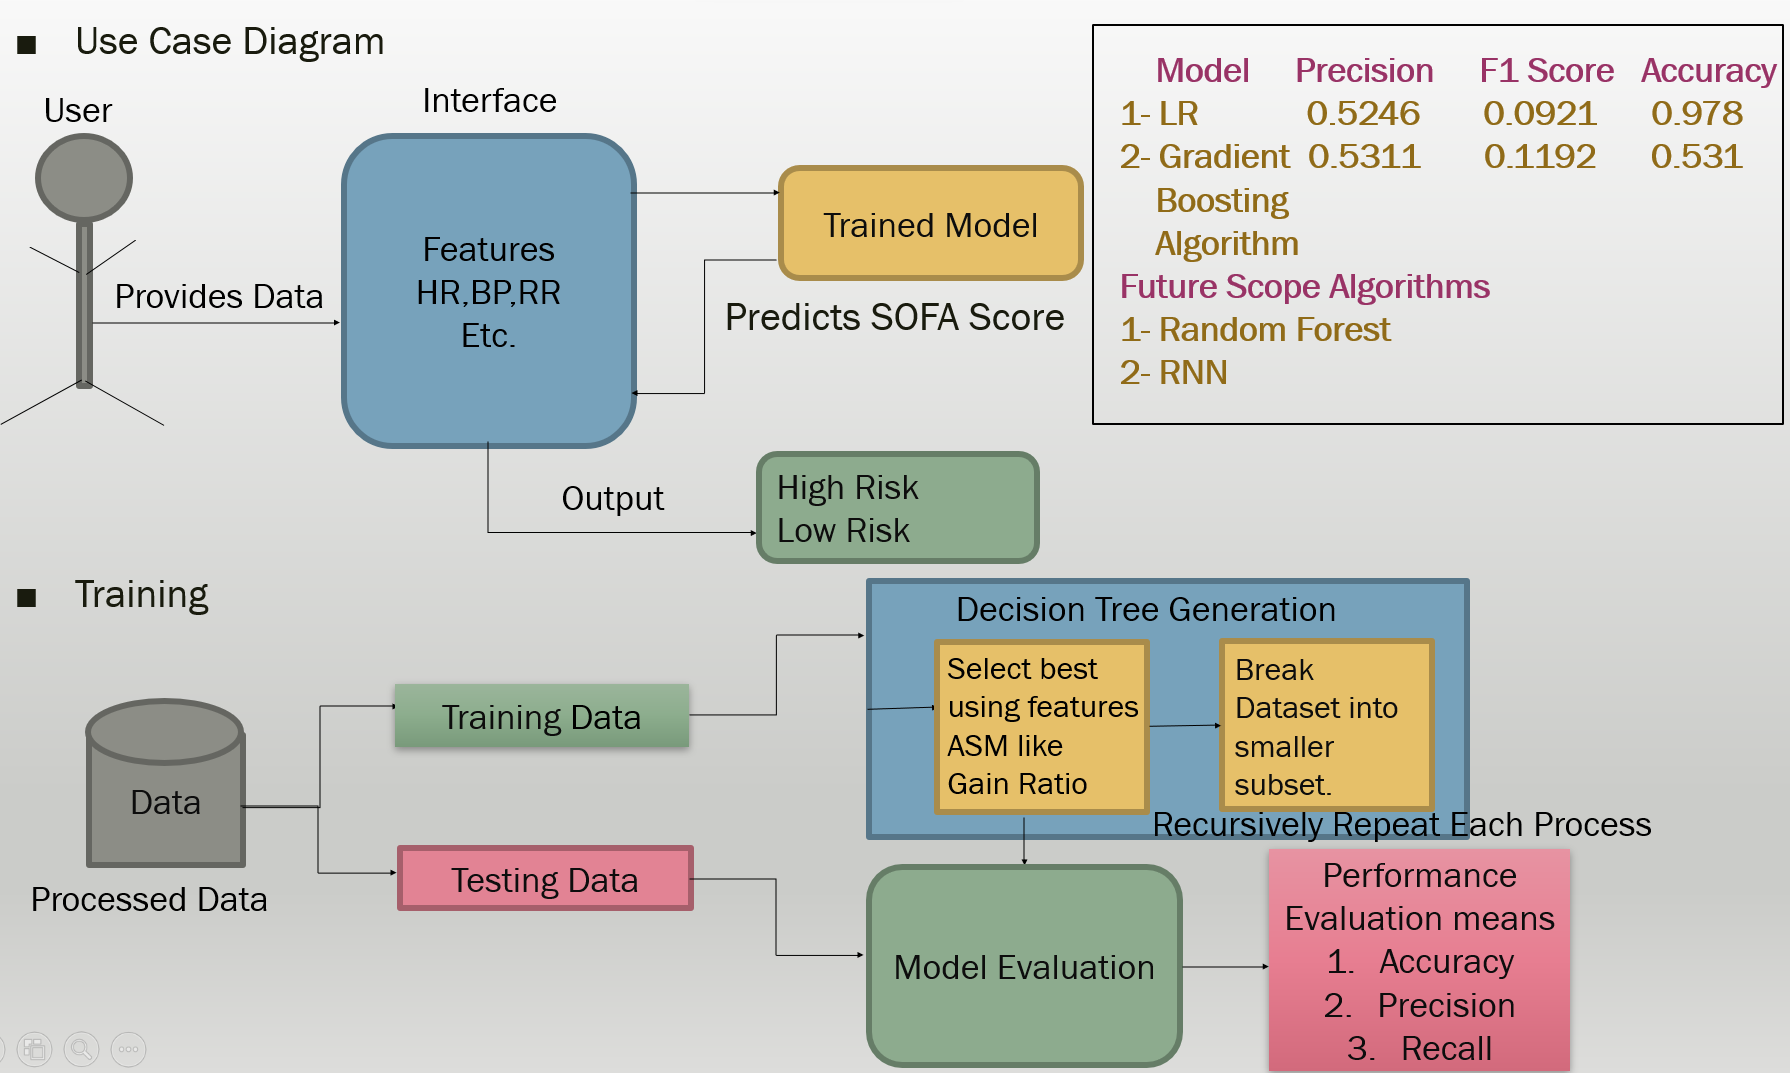 ■ Use Case Diagram
User
Interface
Features
HR,BP,RR
Etc.
Provides Data
Trained Model
Predicts SOFA Score
Output
High Risk
Low Risk
Model Precision F1 Score Accuracy
1- LR 0.5246 0.0921 0.978
2- Gradient 0.5311 0.1192 0.531
Boosting
Algorithm
Future Scope Algorithms
1- Random Forest
2- RNN
■ Training
Data
Processed Data
Training Data
Testing Data
Decision Tree Generation
Select best
using features
ASM like
Gain Ratio
Break
Dataset into
smaller
subset.
Recursively Repeat Each Process
Model Evaluation
Performance
Evaluation means
1. Accuracy
2. Precision
3. Recall